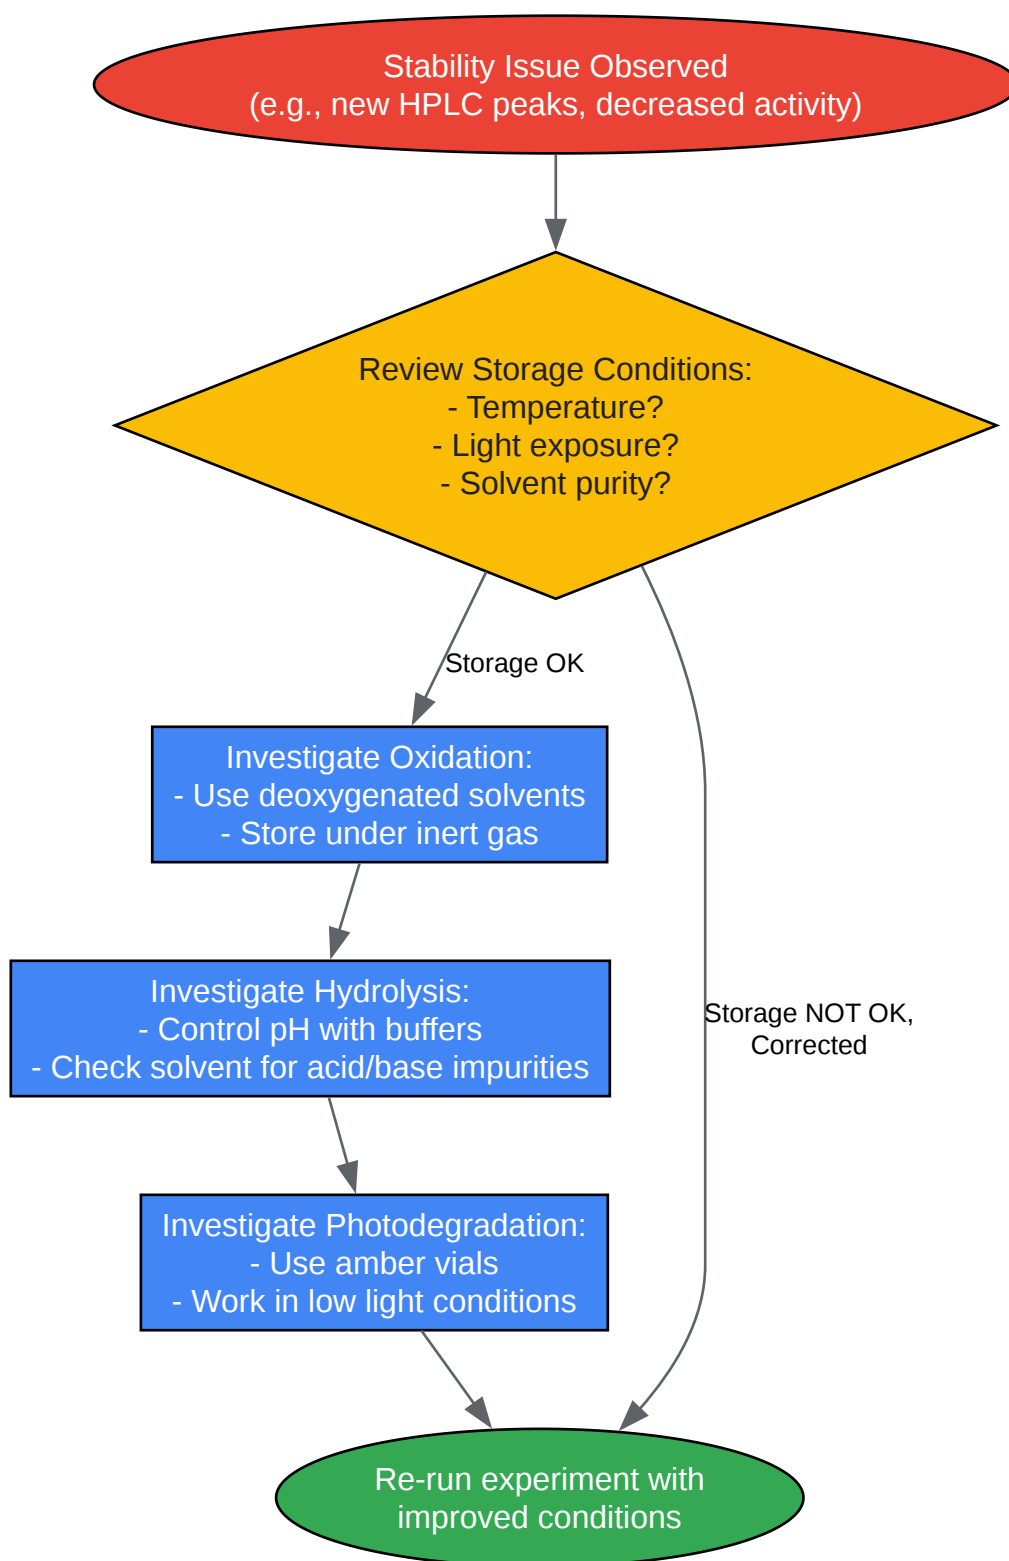 Stability Issue Observed
(e.g., new HPLC peaks, decreased activity)
Review Storage Conditions:
- Temperature?
- Light exposure?
- Solvent purity?
Storage OK
Investigate Oxidation:
- Use deoxygenated solvents
- Store under inert gas
Investigate Hydrolysis:
- Control pH with buffers
- Check solvent for acid/base impurities
Storage NOT OK,
Corrected
Investigate Photodegradation:
- Use amber vials
- Work in low light conditions
Re-run experiment with
improved conditions